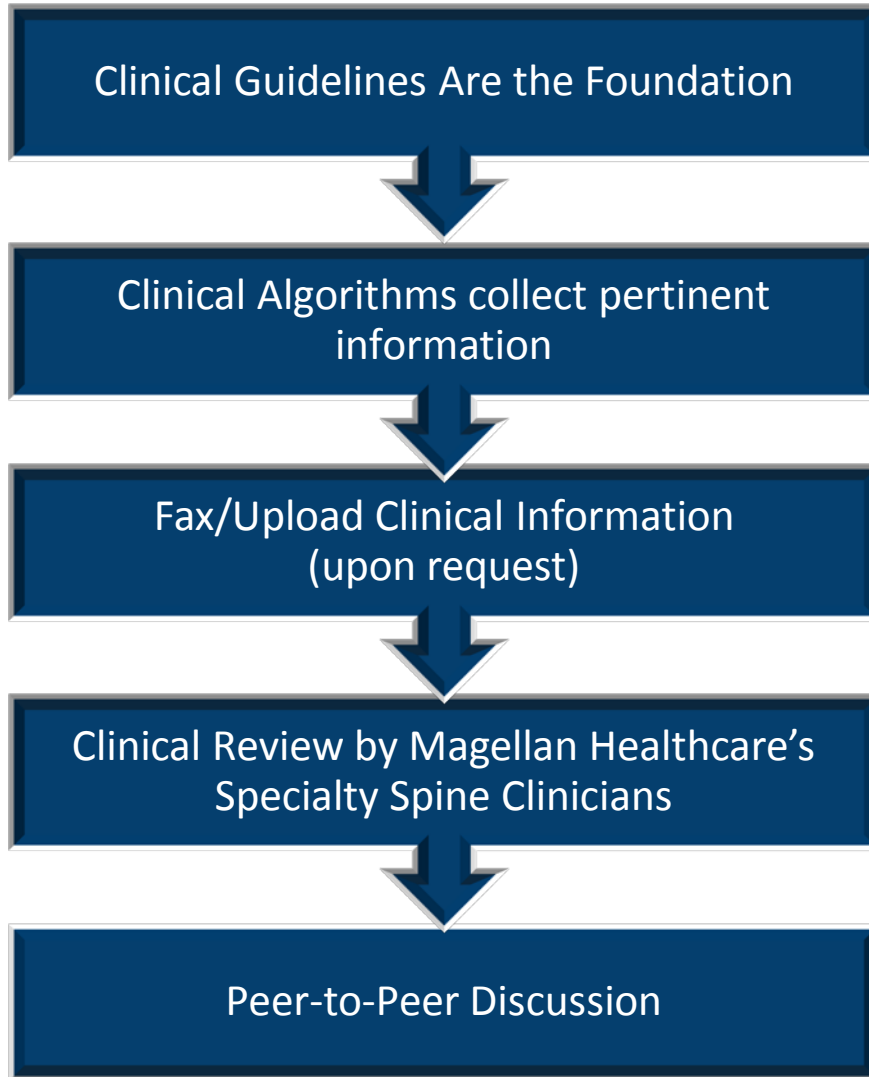 Clinical Guidelines Are the Foundation
Clinical Algorithms collect pertinent
information
Fax/Upload Clinical Information
(upon request)
Clinical Review by Magellan Healthcare’s
Specialty Spine Clinicians
Peer-to-Peer Discussion